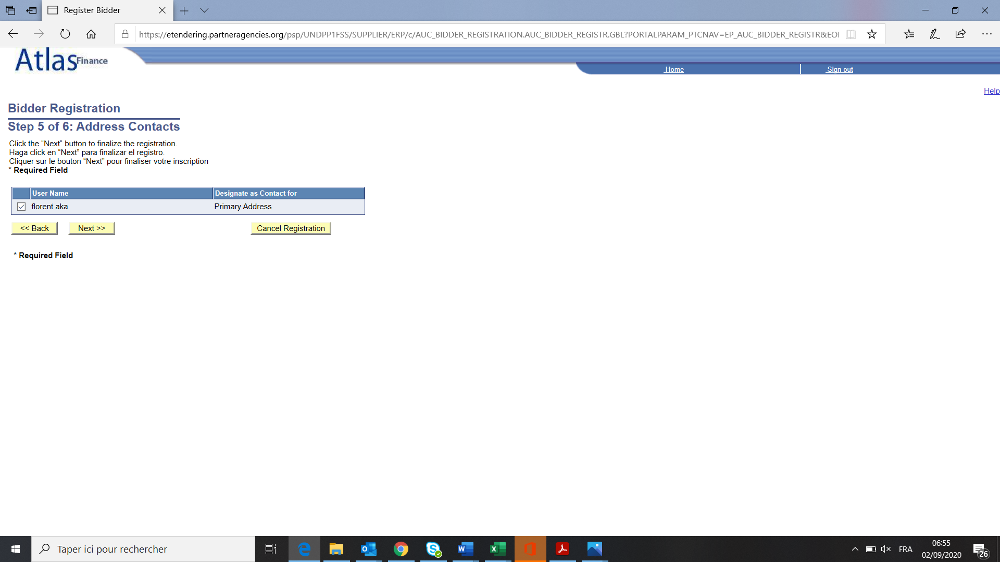 Register Bidder
https://etendering.partneragencies.org/psp/UNDPP1FSS/SUPPLIER/ERP/c/AUC_BIDDER_REGISTRATION.AUC_BIDDER_REGISTR.GBL?PORTALPARAM_PTCNAV=EP_AUC_BIDDER_REGISTR&EOI
Atlas Finance
Home
Sign out
Help
Bidder Registration
Step 5 of 6: Address Contacts
Click the “Next“ button to finalize the registration.
Haga click en “Next” para finalizar el registro.
Cliquer sur le bouton “Next” pour finaliser votre inscription
* Required Field
User Name Designate as Contact for
florent aka Primary Address
<< Back Next >> Cancel Registration
* Required Field
Taper ici pour rechercher
FRA
06:55
02/09/2020
26